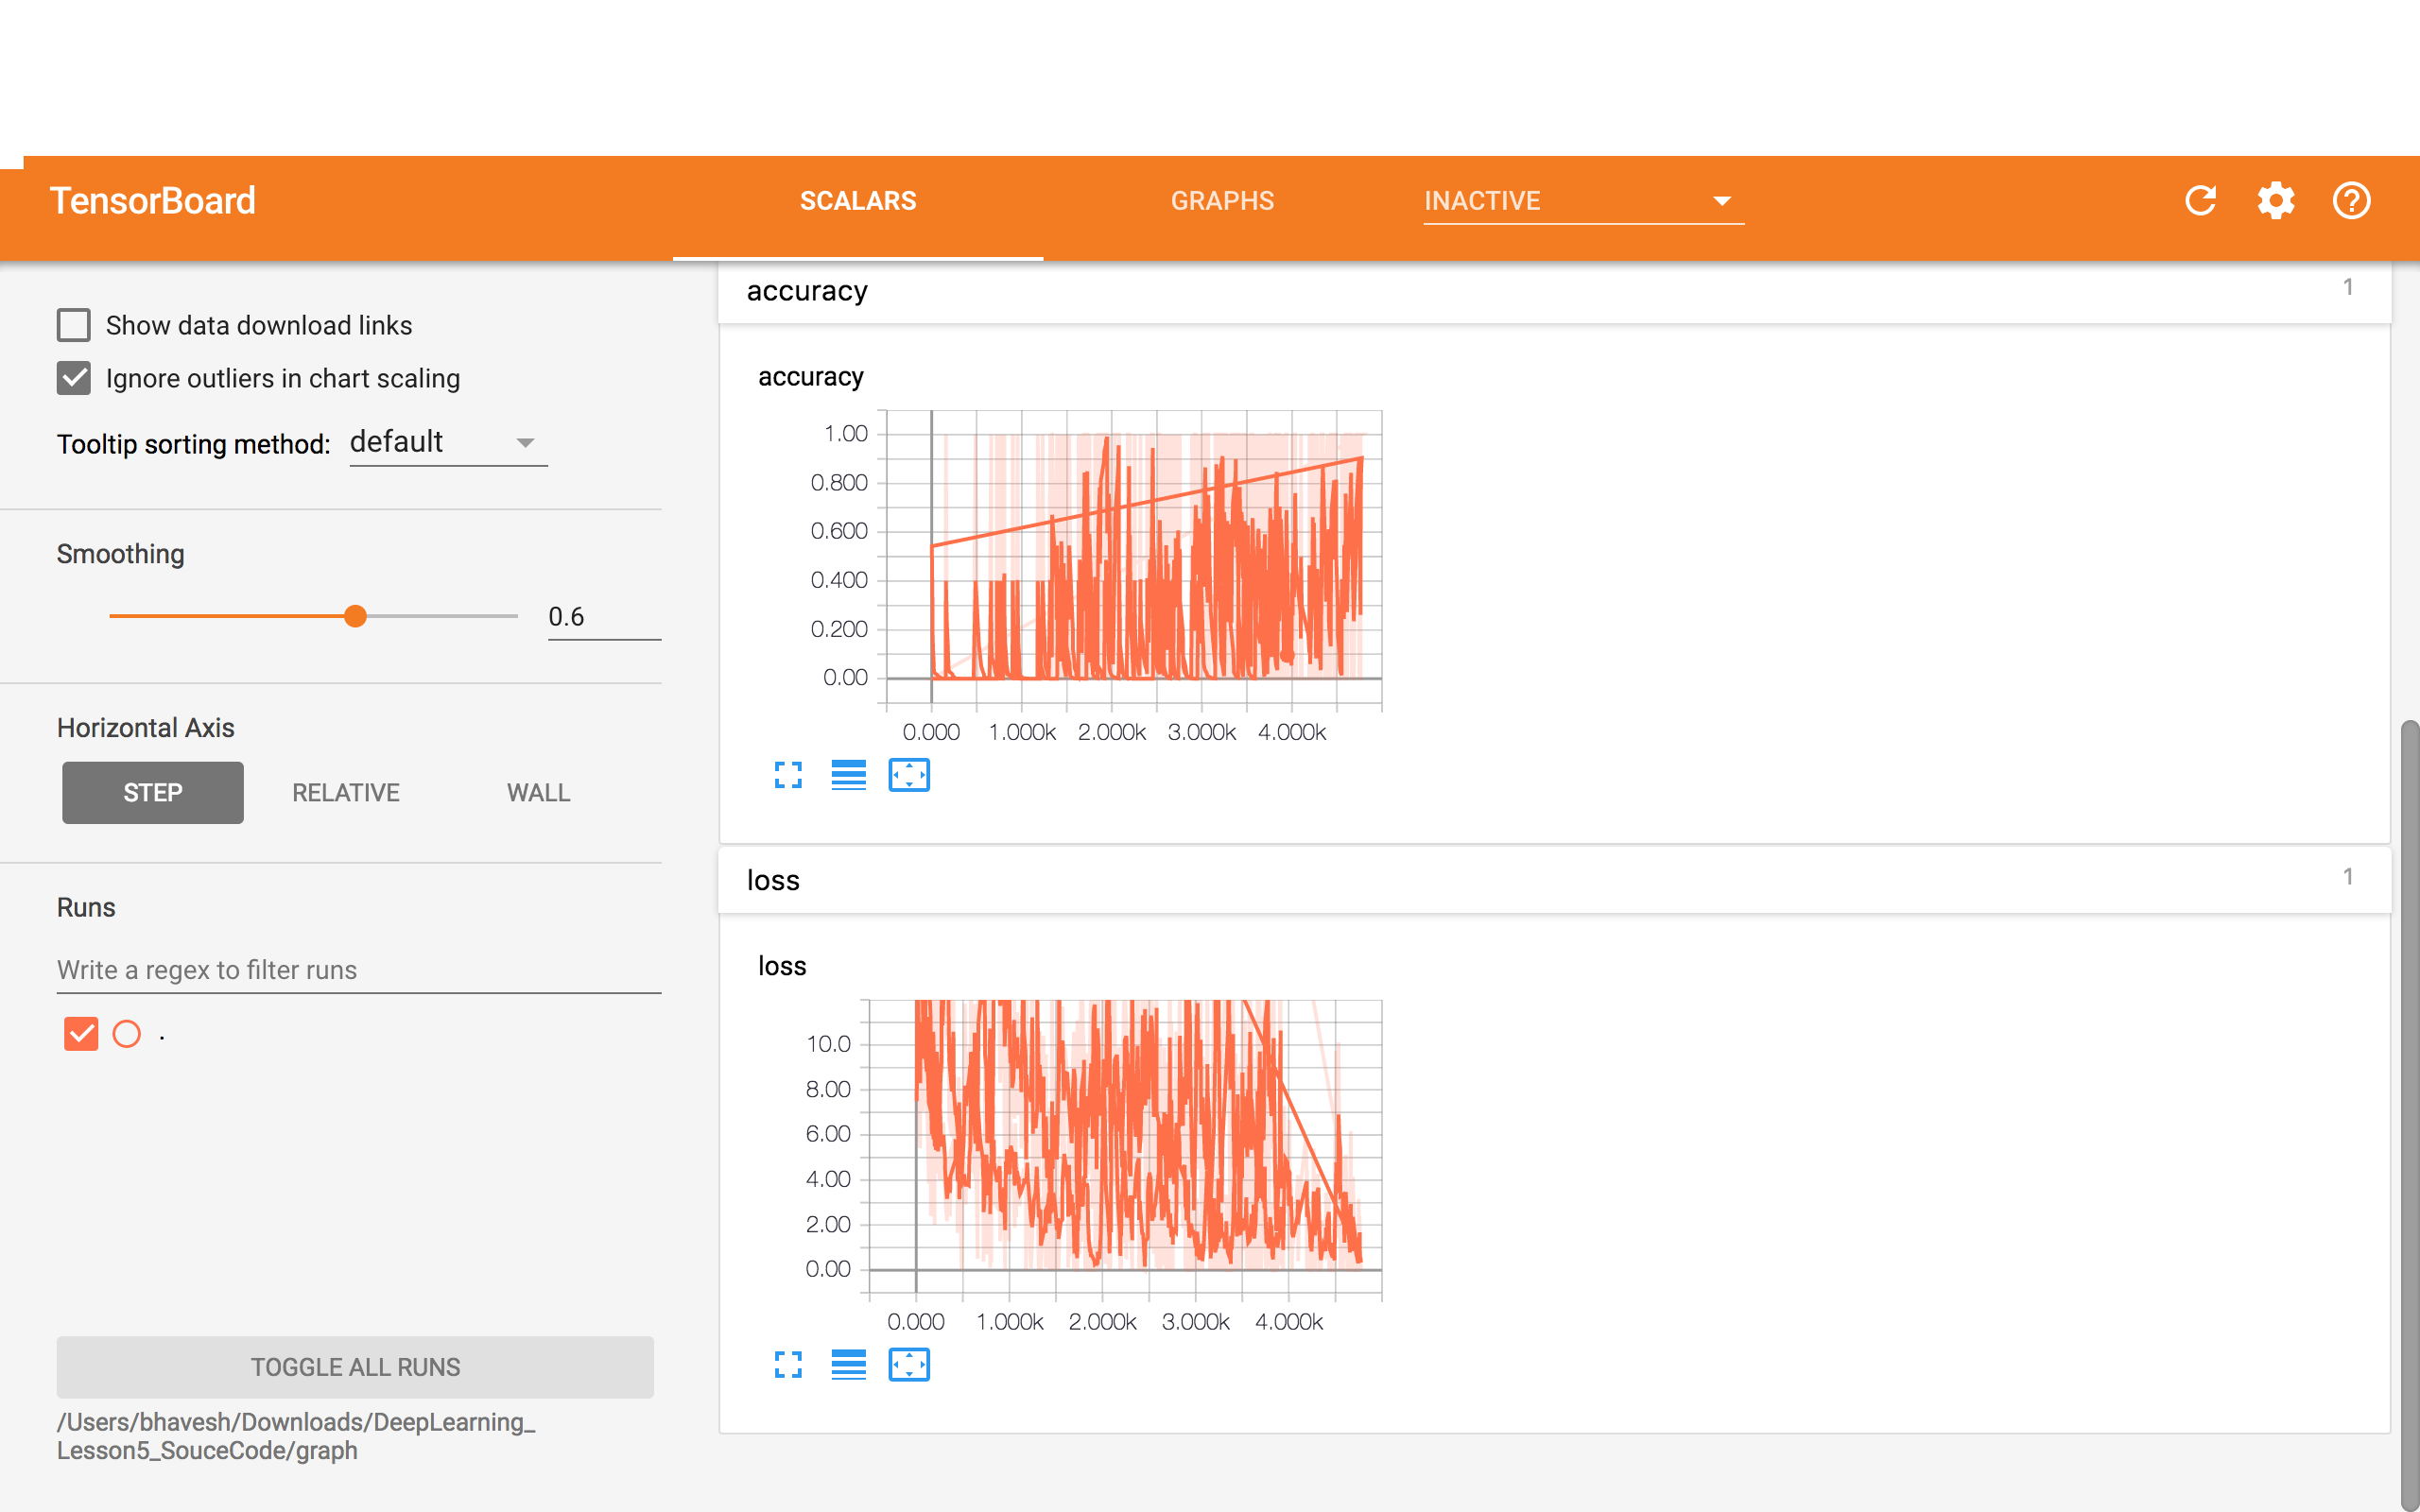 TensorBoard SCALARS GRAPHS INACTIVE
Show data download links
Ignore outliers in chart scaling
Tooltip sorting method: default
Smoothing
0.6
Horizontal Axis
STEP RELATIVE WALL
Runs
Write a regex to filter runs
.
TOGGLE ALL RUNS
/Users/bhavesh/Downloads/DeepLearning_
Lesson5_SouceCode/graph
accuracy 1
accuracy
1.00
0.800
0.600
0.400
0.200
0.00
0.000 1.000k 2.000k 3.000k 4.000k
loss 1
loss
10.0
8.00
6.00
4.00
2.00
0.00
0.000 1.000k 2.000k 3.000k 4.000k